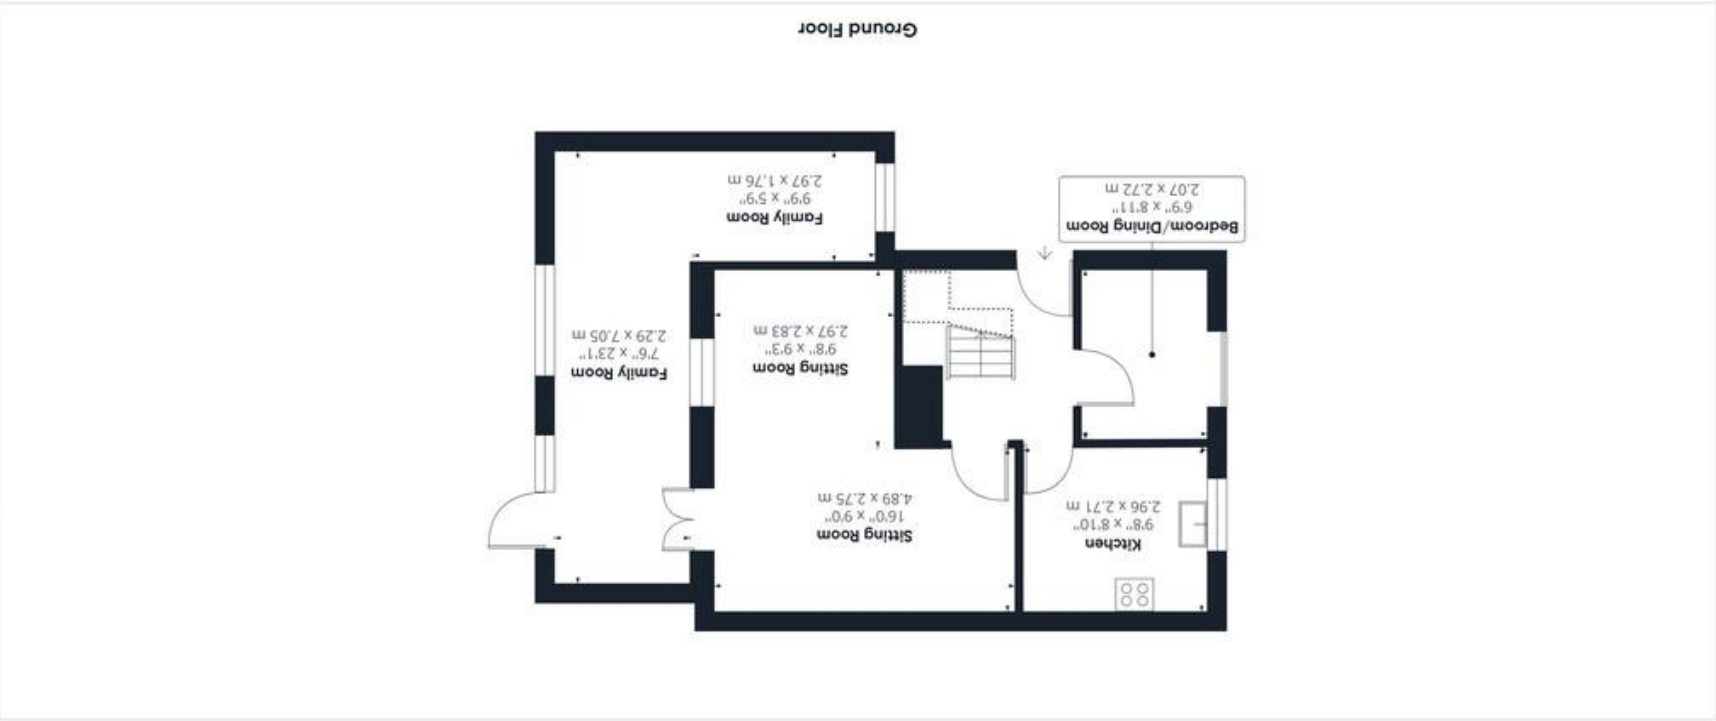 Kitchen
9'8" x 8'10"
2.96 x 2.71 m
Sitting Room
16'0" x 9'0"
4.89 x 2.75 m
Sitting Room
9'8" x 9'3"
2.97 x 2.83 m
Family Room
7'6" x 23'1"
2.29 x 7.05 m
Bedroom/Dining Room
6'9" x 8'11"
2.07 x 2.72 m
Family Room
9'9" x 5'9"
2.97 x 1.76 m
Ground Floor